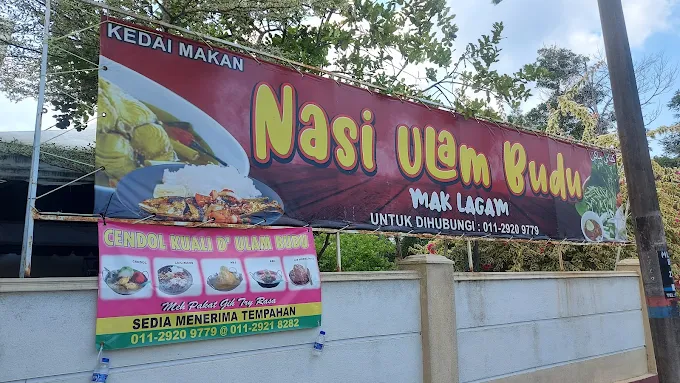 KEDAI MAKAN
Nasi Ulam Budu
MAK LAGAM
UNTUK DIHUBUNGI : 011-2920 9779
CENDOL KUALI D' ULAM BUDU
Meh Pakat Gih Try Rasa
SEDIA MENERIMA TEMPAHAN
011-2920 9779 @ 011-2921 8282